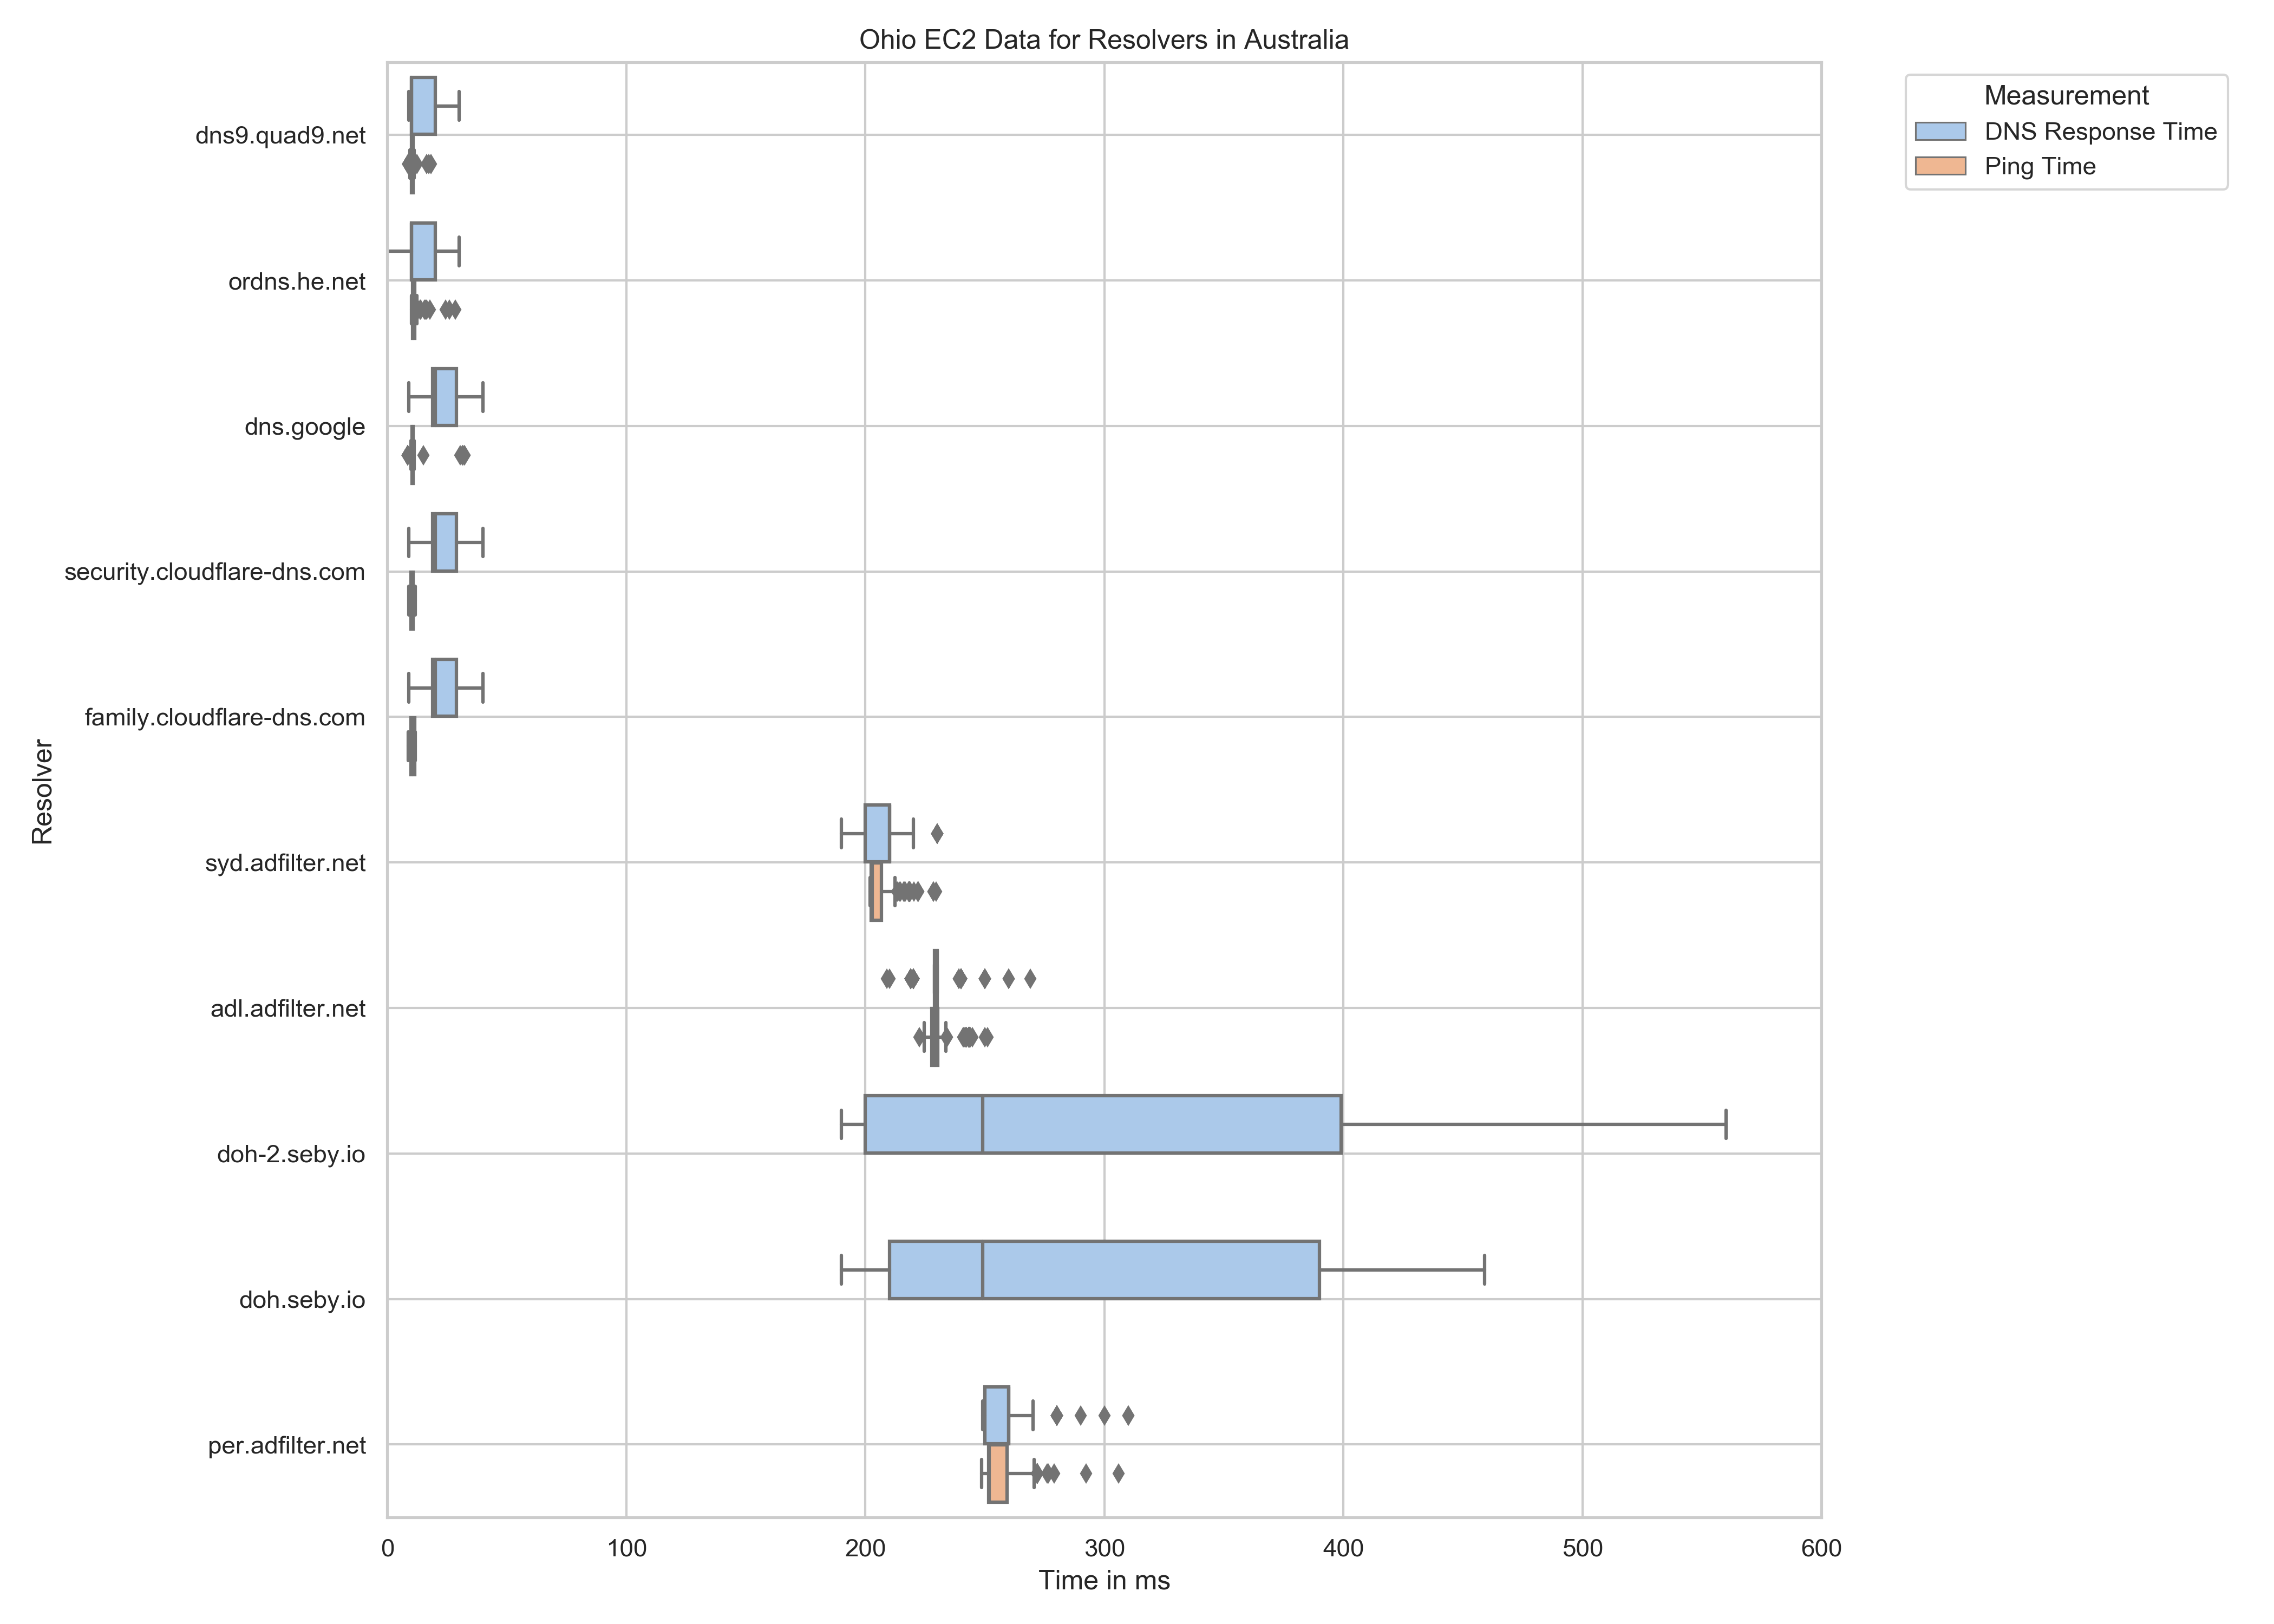 Ohio EC2 Data for Resolvers in Australia
Measurement
DNS Response Time
Ping Time
Resolver
dns9.quad9.net
ordns.he.net
dns.google
security.cloudflare-dns.com
family.cloudflare-dns.com
syd.adfilter.net
adl.adfilter.net
doh-2.seby.io
doh.seby.io
per.adfilter.net
0 100 200 300 400 500 600
Time in ms